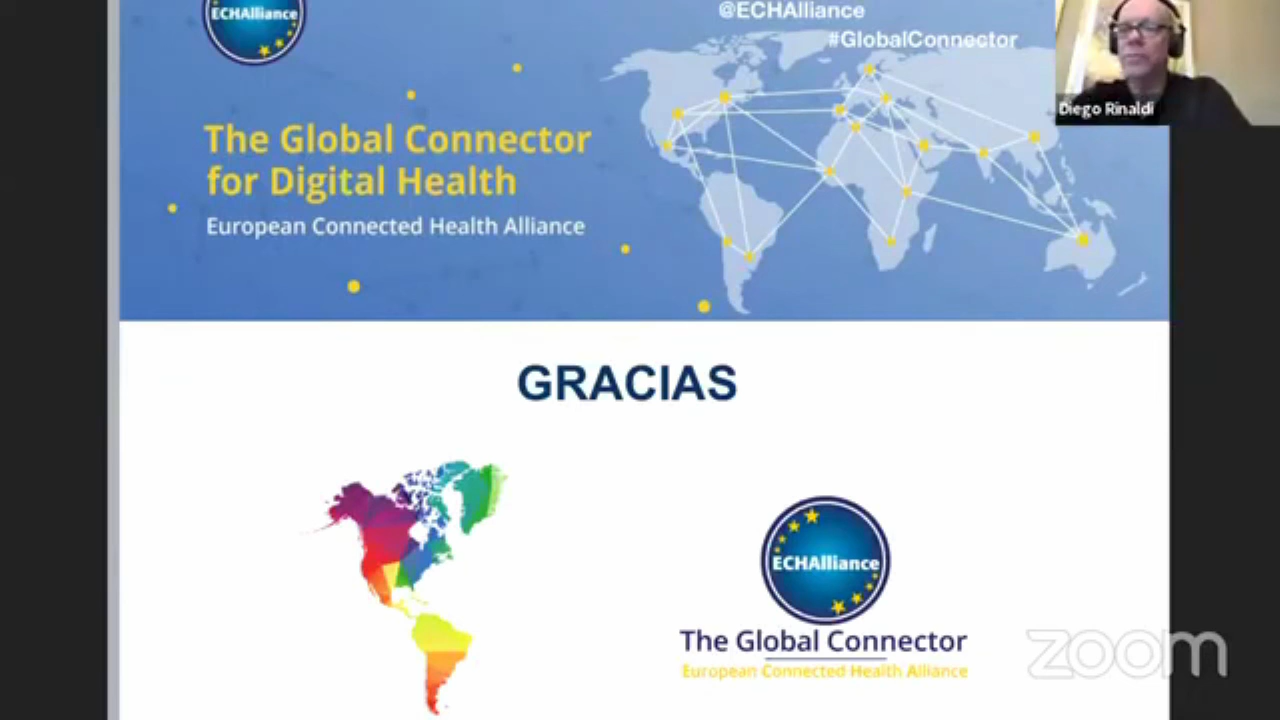 ECHAlliance
@ECHAlliance
#GlobalConnector
Diego Rinaldi
The Global Connector
for Digital Health
European Connected Health Alliance
GRACIAS
ECHAlliance
The Global Connector
European Connected Health Alliance
zoom